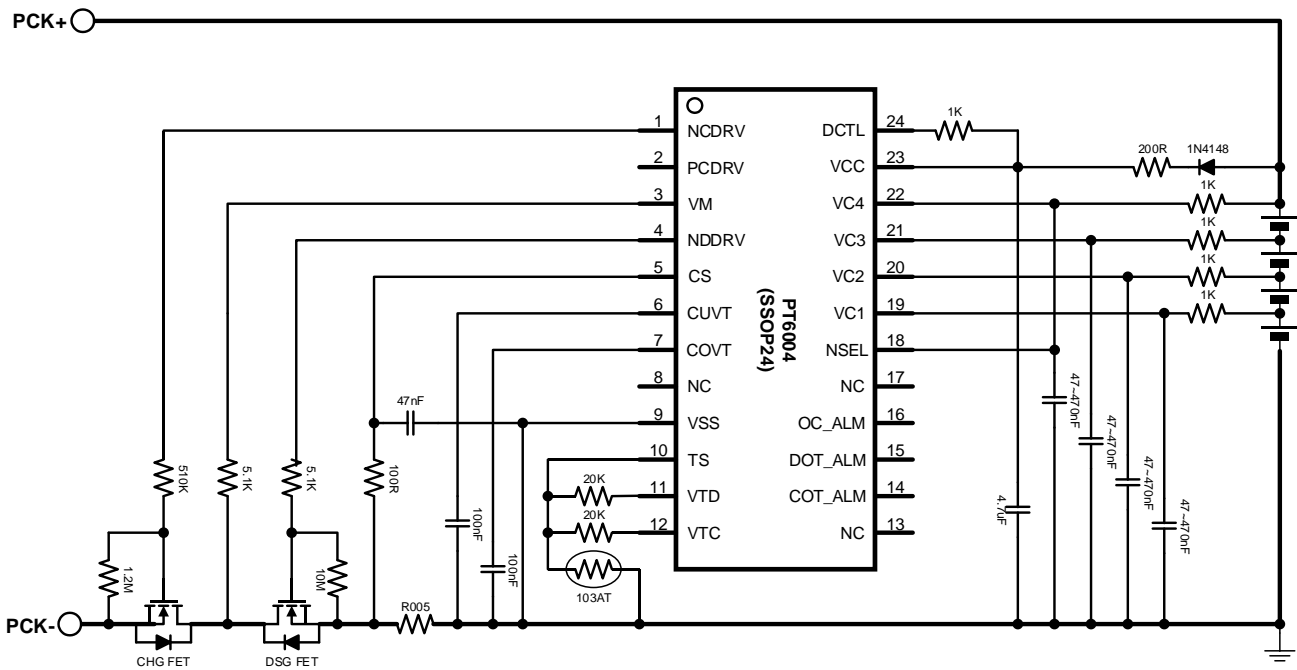 PCK+
1 NCDRV
2 PCDRV
3 VM
4 NDDRV
5 CS
6 CUVT
7 COVT
8 NC
9 VSS
10 TS
11 VTD
12 VTC
PT6004
(SSOP24)
DCTL 24
VCC 23
VC4 22
VC3 21
VC2 20
VC1 19
NSEL 18
NC 17
OC_ALM 16
DOT_ALM 15
COT_ALM 14
NC 13
1K
200R
1N4148
1K
1K
1K
1K
47nF
510K
5.1K
5.1K
100R
100nF
100nF
20K
20K
103AT
4.7uF
47~470nF
47~470nF
47~470nF
47~470nF
1.2M
10M
R005
PCK-
CHG FET
DSG FET